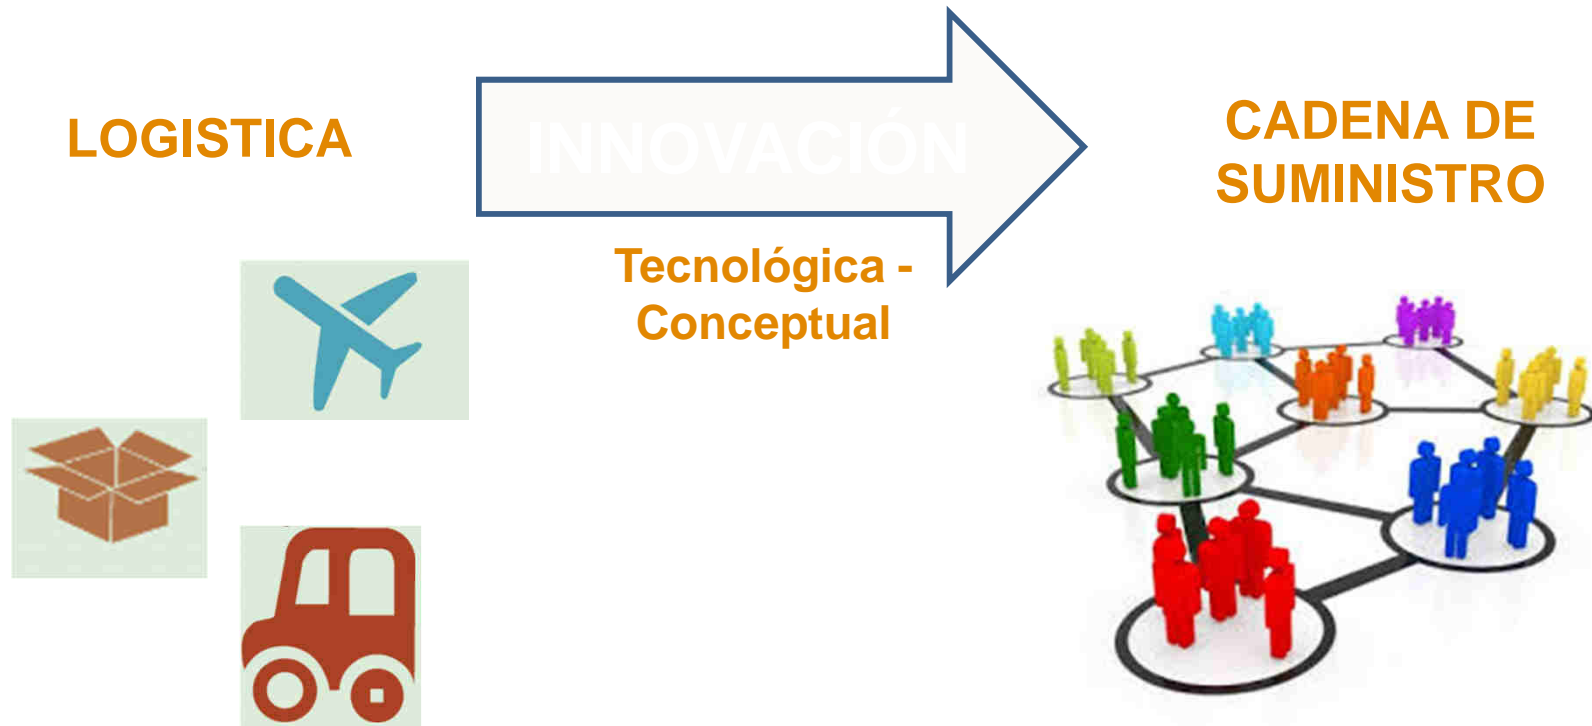 LOGISTICA
INNOVACIÓN
CADENA DE
SUMINISTRO
Tecnológica -
Conceptual